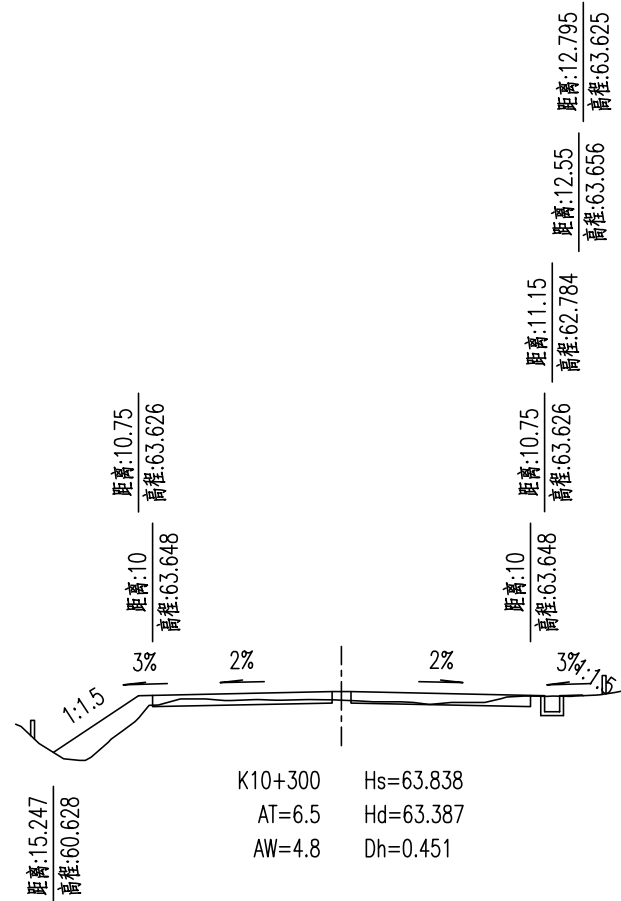 距离:12.795
高程:63.625
距离:12.55
高程:63.656
距离:11.15
高程:62.784
距离:10.75
高程:63.626
距离:10.75
高程:63.626
距离:10
高程:63.648
距离:10
高程:63.648
3%
2%
2%
3%
1:1.5
1:1.5
K10+300
Hs=63.838
AT=6.5
Hd=63.387
AW=4.8
Dh=0.451
距离:15.247
高程:60.628